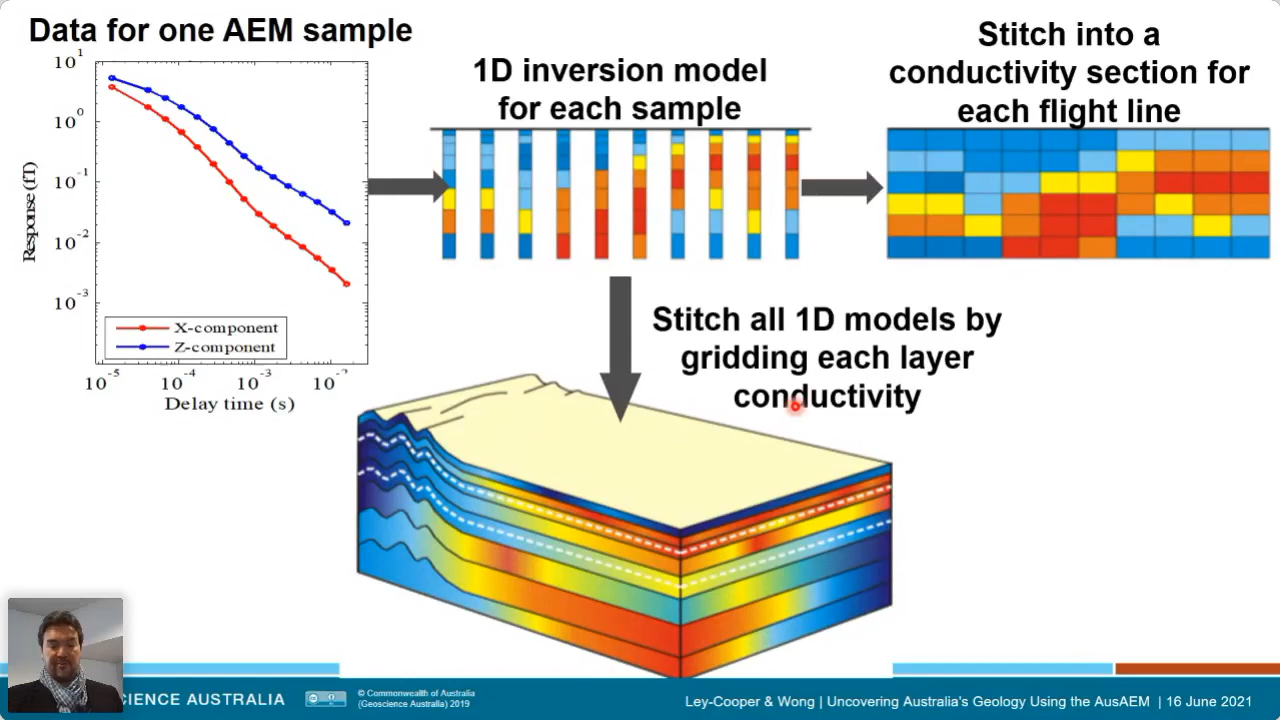 Data for one AEM sample
10^1
10^0
10^-1
10^-2
10^-3
Response (fT)
X-component
Z-component
10^-5
10^-4
10^-3
Delay time (s)
1D inversion model
for each sample
Stitch into a
conductivity section for
each flight line
Stitch all 1D models by
gridding each layer
conductivity
CIENCE AUSTRALIA
© Commonwealth of Australia
(Geoscience Australia) 2019
Ley-Cooper & Wong | Uncovering Australia's Geology Using the AusAEM | 16 June 2021